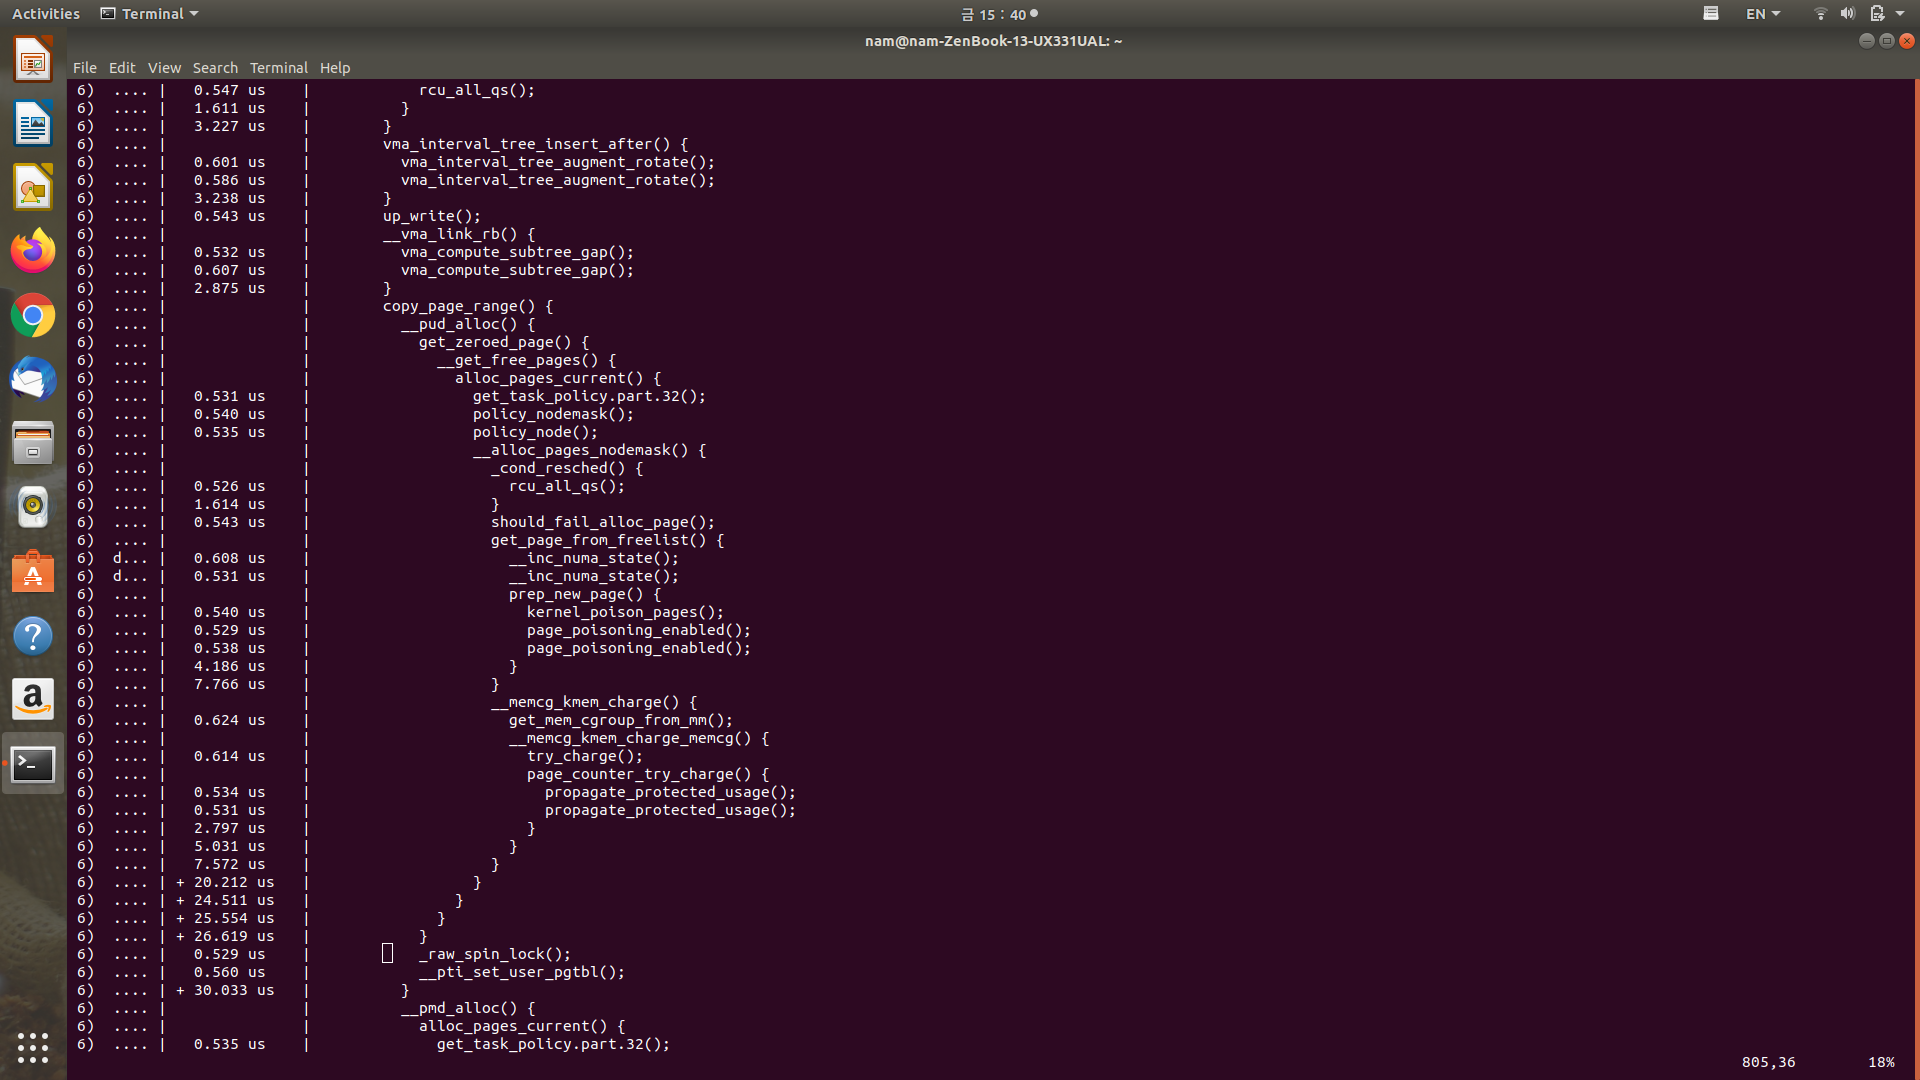 Activities Terminal 금 15 : 40 EN
nam@nam-ZenBook-13-UX331UAL: ~
File Edit View Search Terminal Help
6)  .... |   0.547 us    |            rcu_all_qs();
6)  .... |   1.611 us    |          }
6)  .... |   3.227 us    |        }
6)  .... |               |        vma_interval_tree_insert_after() {
6)  .... |   0.601 us    |          vma_interval_tree_augment_rotate();
6)  .... |   0.586 us    |          vma_interval_tree_augment_rotate();
6)  .... |   3.238 us    |        }
6)  .... |   0.543 us    |        up_write();
6)  .... |               |        __vma_link_rb() {
6)  .... |   0.532 us    |          vma_compute_subtree_gap();
6)  .... |   0.607 us    |          vma_compute_subtree_gap();
6)  .... |   2.875 us    |        }
6)  .... |               |        copy_page_range() {
6)  .... |               |          __pud_alloc() {
6)  .... |               |            get_zeroed_page() {
6)  .... |               |              __get_free_pages() {
6)  .... |               |                alloc_pages_current() {
6)  .... |   0.531 us    |                  get_task_policy.part.32();
6)  .... |   0.540 us    |                  policy_nodemask();
6)  .... |   0.535 us    |                  policy_node();
6)  .... |               |                  __alloc_pages_nodemask() {
6)  .... |               |                    _cond_resched() {
6)  .... |   0.526 us    |                      rcu_all_qs();
6)  .... |   1.614 us    |                    }
6)  .... |   0.543 us    |                    should_fail_alloc_page();
6)  .... |               |                    get_page_from_freelist() {
6)  d... |   0.608 us    |                      __inc_numa_state();
6)  d... |   0.531 us    |                      __inc_numa_state();
6)  .... |               |                      prep_new_page() {
6)  .... |   0.540 us    |                        kernel_poison_pages();
6)  .... |   0.529 us    |                        page_poisoning_enabled();
6)  .... |   0.538 us    |                        page_poisoning_enabled();
6)  .... |   4.186 us    |                      }
6)  .... |   7.766 us    |                    }
6)  .... |               |                    __memcg_kmem_charge() {
6)  .... |   0.624 us    |                      get_mem_cgroup_from_mm();
6)  .... |               |                      __memcg_kmem_charge_memcg() {
6)  .... |   0.614 us    |                        try_charge();
6)  .... |               |                        page_counter_try_charge() {
6)  .... |   0.534 us    |                          propagate_protected_usage();
6)  .... |   0.531 us    |                          propagate_protected_usage();
6)  .... |   2.797 us    |                        }
6)  .... |   5.031 us    |                      }
6)  .... |   7.572 us    |                    }
6)  .... | + 20.212 us   |                  }
6)  .... | + 24.511 us   |                }
6)  .... | + 25.554 us   |              }
6)  .... | + 26.619 us   |            }
6)  .... |   0.529 us    |            _raw_spin_lock();
6)  .... |   0.560 us    |            __pti_set_user_pgtbl();
6)  .... | + 30.033 us   |          }
6)  .... |               |          __pmd_alloc() {
6)  .... |               |            alloc_pages_current() {
6)  .... |   0.535 us    |              get_task_policy.part.32();
805,36 18%